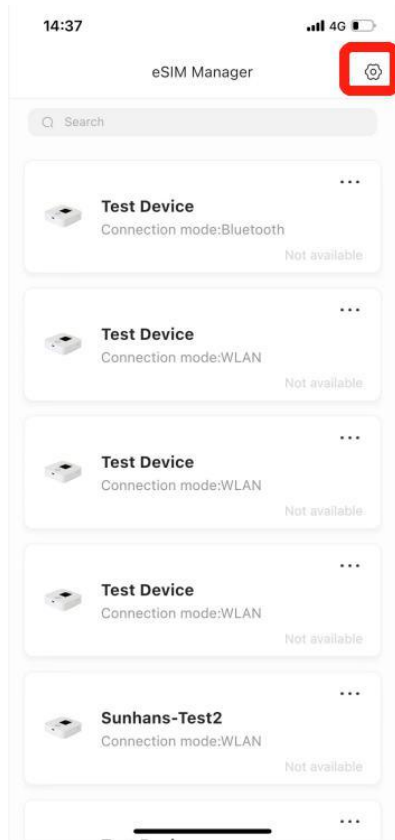 14:37
4G
eSIM Manager
Search
Test Device
Connection mode:Bluetooth
Not available
Test Device
Connection mode:WLAN
Not available
Test Device
Connection mode:WLAN
Not available
Test Device
Connection mode:WLAN
Not available
Sunhans-Test2
Connection mode:WLAN
Not available